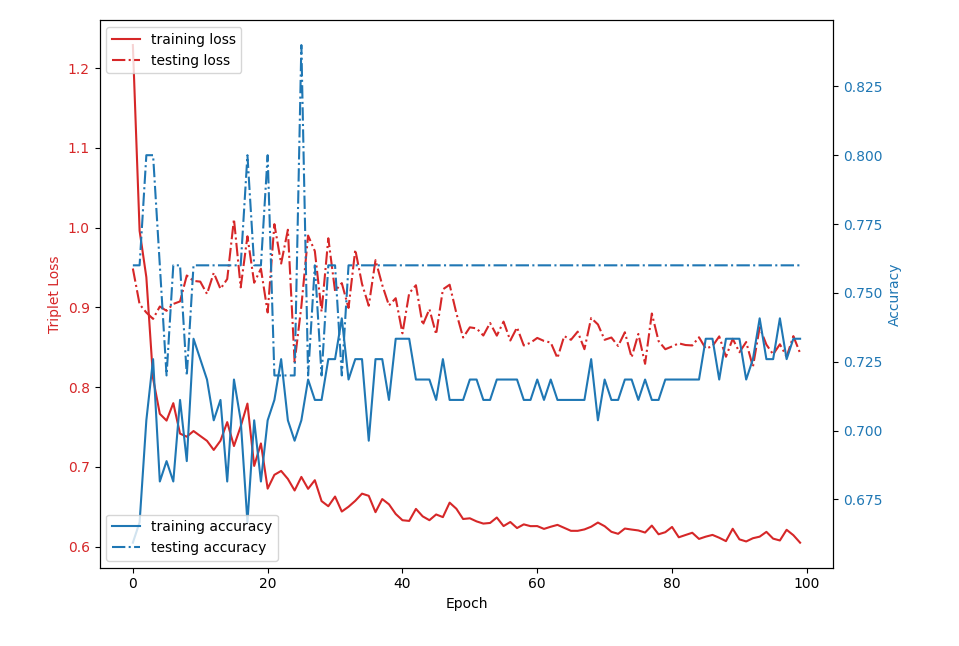 training loss
testing loss
1.2
1.1
1.0
0.9
0.8
0.7
0.6
Triplet Loss
0.825
0.800
0.775
0.750
0.725
0.700
0.675
Accuracy
training accuracy
testing accuracy
0
20
40
60
80
100
Epoch